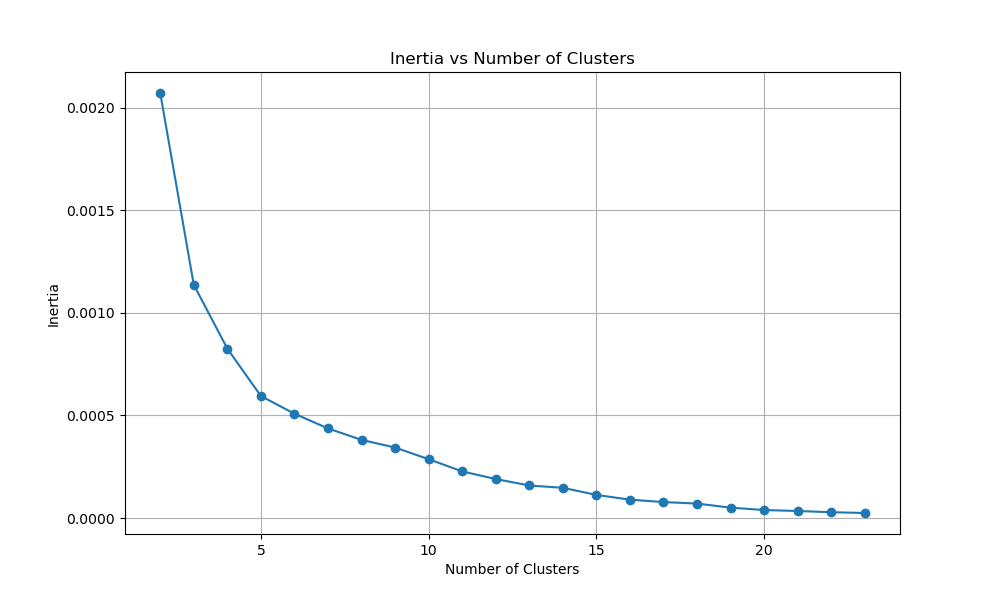 Inertia vs Number of Clusters
0.0020
0.0015
0.0010
0.0005
0.0000
Inertia
5 10 15 20
Number of Clusters